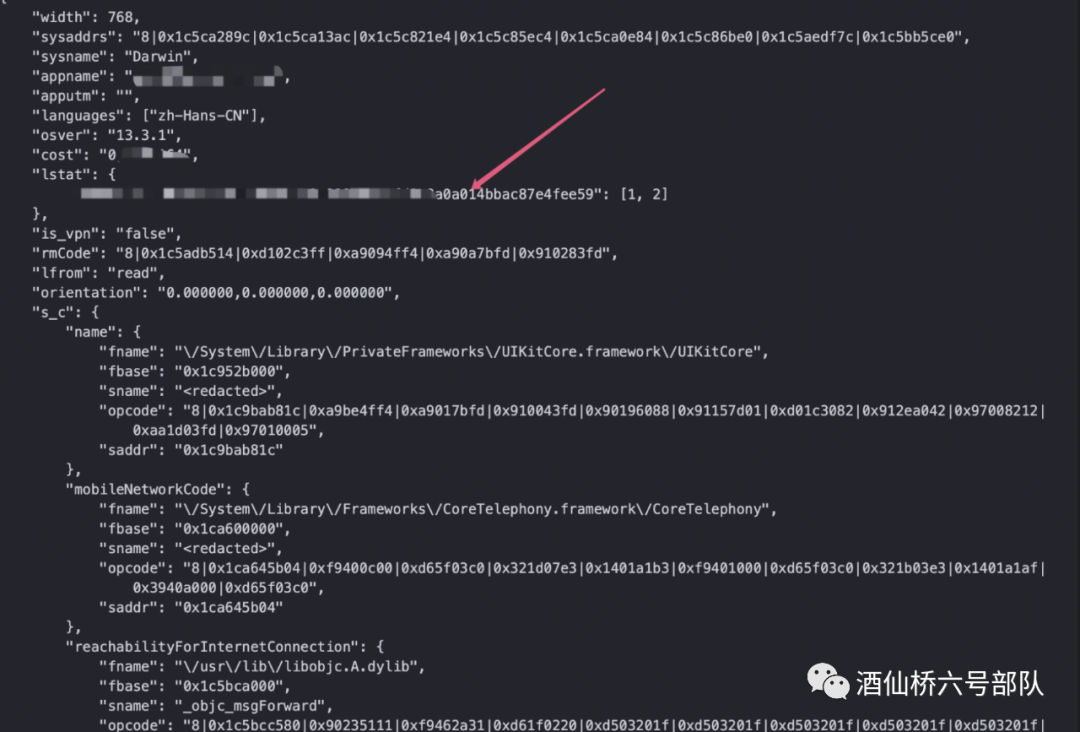 {
"width": 768,
"sysaddrs": "8|0x1c5ca289c|0x1c5ca13ac|0x1c5c821e4|0x1c5c85ec4|0x1c5ca0e84|0x1c5c86be0|0x1c5aedf7c|0x1c5bb5ce0",
"sysname": "Darwin",
"appname": "
"apputm": "",
"languages": ["zh-Hans-CN"],
"osver": "13.3.1",
"cost": "0
"lstat": {
a0a014bbac87e4fee59": [1, 2]
},
"is_vpn": "false",
"rmCode": "8|0x1c5adb514|0xd102c3ff|0xa9094ff4|0xa90a7bfd|0x910283fd",
"lfrom": "read",
"orientation": "0.000000,0.000000,0.000000",
"s_c": {
"name": {
"fname": "\/System\/Library\/PrivateFrameworks\/UIKitCore.framework\/UIKitCore",
"fbase": "0x1c952b000",
"sname": "<redacted>",
"opcode": "8|0x1c9bab81c|0xa9be4ff4|0xa9017bfd|0x910043fd|0x90196088|0x91157d01|0xd01c3082|0x912ea042|0x97008212|
0xaa1d03fd|0x97010005",
"saddr": "0x1c9bab81c"
},
"mobileNetworkCode": {
"fname": "\/System\/Library\/Frameworks\/CoreTelephony.framework\/CoreTelephony",
"fbase": "0x1ca600000",
"sname": "<redacted>",
"opcode": "8|0x1ca645b04|0xf9400c00|0xd65f03c0|0x321d07e3|0x1401a1b3|0xf9401000|0xd65f03c0|0x321b03e3|0x1401a1af|
0x3940a000|0xd65f03c0",
"saddr": "0x1ca645b04"
},
"reachabilityForInternetConnection": {
"fname": "\/usr\/lib\/libobjc.A.dylib",
"fbase": "0x1c5bca000",
"sname": "_objc_msgForward",
"opcode": "8|0x1c5bcc580|0x90235111|0xf9462a31|0xd61f0220|0xd503201f|0xd503201f|0xd503201f|0xd503201f|0xd503201f|
酒仙桥六号部队